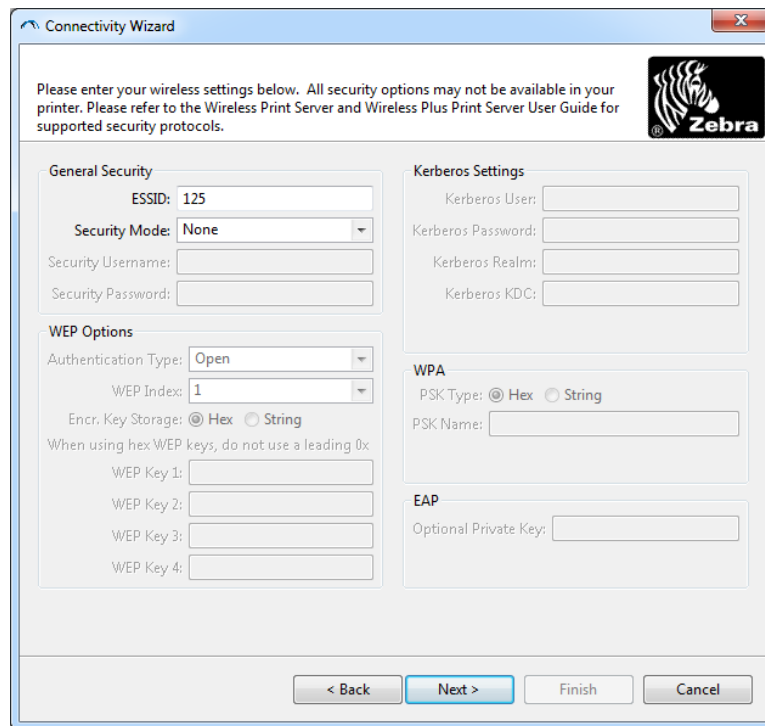 Connectivity Wizard
Please enter your wireless settings below. All security options may not be available in your
printer. Please refer to the Wireless Print Server and Wireless Plus Print Server User Guide for
supported security protocols.
® Zebra
General Security
ESSID: 125
Security Mode: None
Security Username:
Security Password:
WEP Options
Authentication Type: Open
WEP Index: 1
Encr. Key Storage: Hex String
When using hex WEP keys, do not use a leading 0x
WEP Key 1:
WEP Key 2:
WEP Key 3:
WEP Key 4:
Kerberos Settings
Kerberos User:
Kerberos Password:
Kerberos Realm:
Kerberos KDC:
WPA
PSK Type: Hex String
PSK Name:
EAP
Optional Private Key:
< Back Next > Finish Cancel